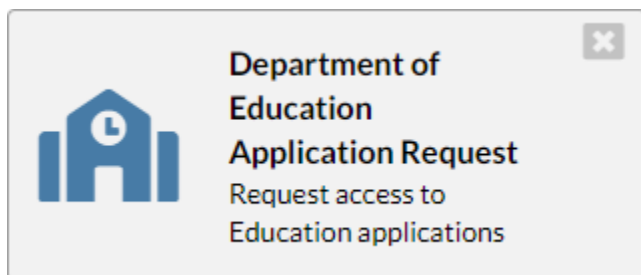 Department of
Education
Application Request
Request access to
Education applications